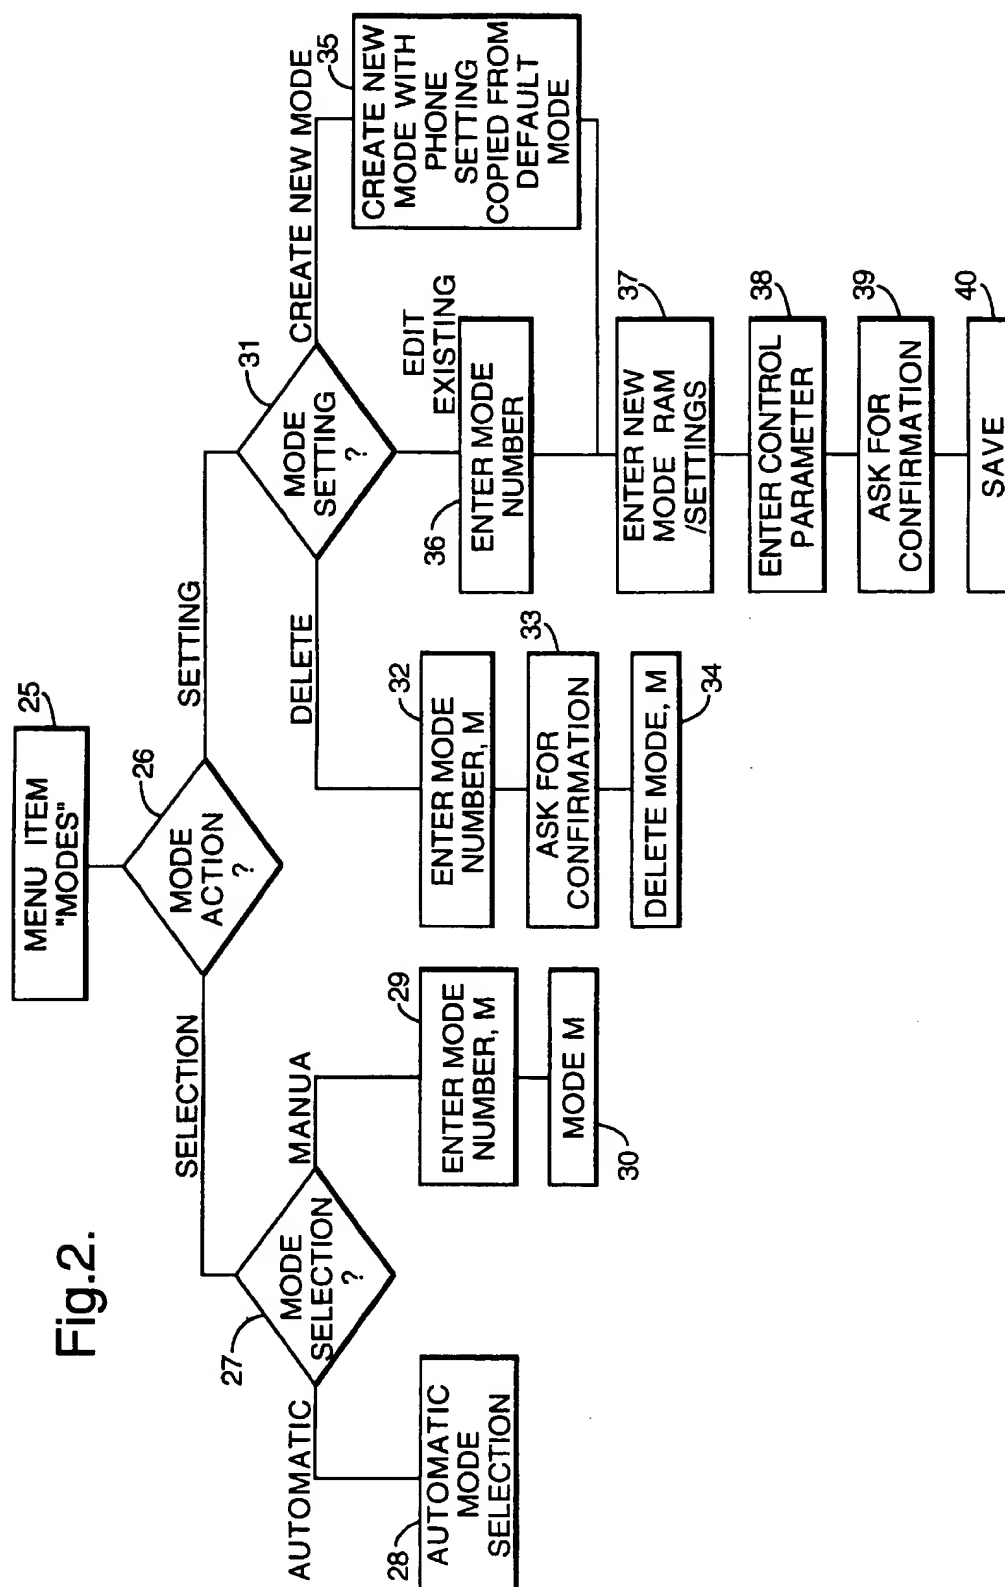 Fig.2.
MENU ITEM
"MODES"
25
MODE
ACTION
?
26
SELECTION
SETTING
MODE
SELECTION
?
27
AUTOMATIC
MANUA
AUTOMATIC
MODE
SELECTION
28
ENTER MODE
NUMBER, M
29
MODE M
30
MODE
SETTING
?
31
DELETE
EDIT
EXISTING
CREATE NEW MODE
ENTER MODE
NUMBER, M
32
ASK FOR
CONFIRMATION
33
DELETE MODE, M
34
CREATE NEW
MODE WITH
PHONE
SETTING
COPIED FROM
DEFAULT
MODE
35
ENTER MODE
NUMBER
36
ENTER NEW
MODE RAM
/SETTINGS
37
ENTER CONTROL
PARAMETER
38
ASK FOR
CONFIRMATION
39
SAVE
40